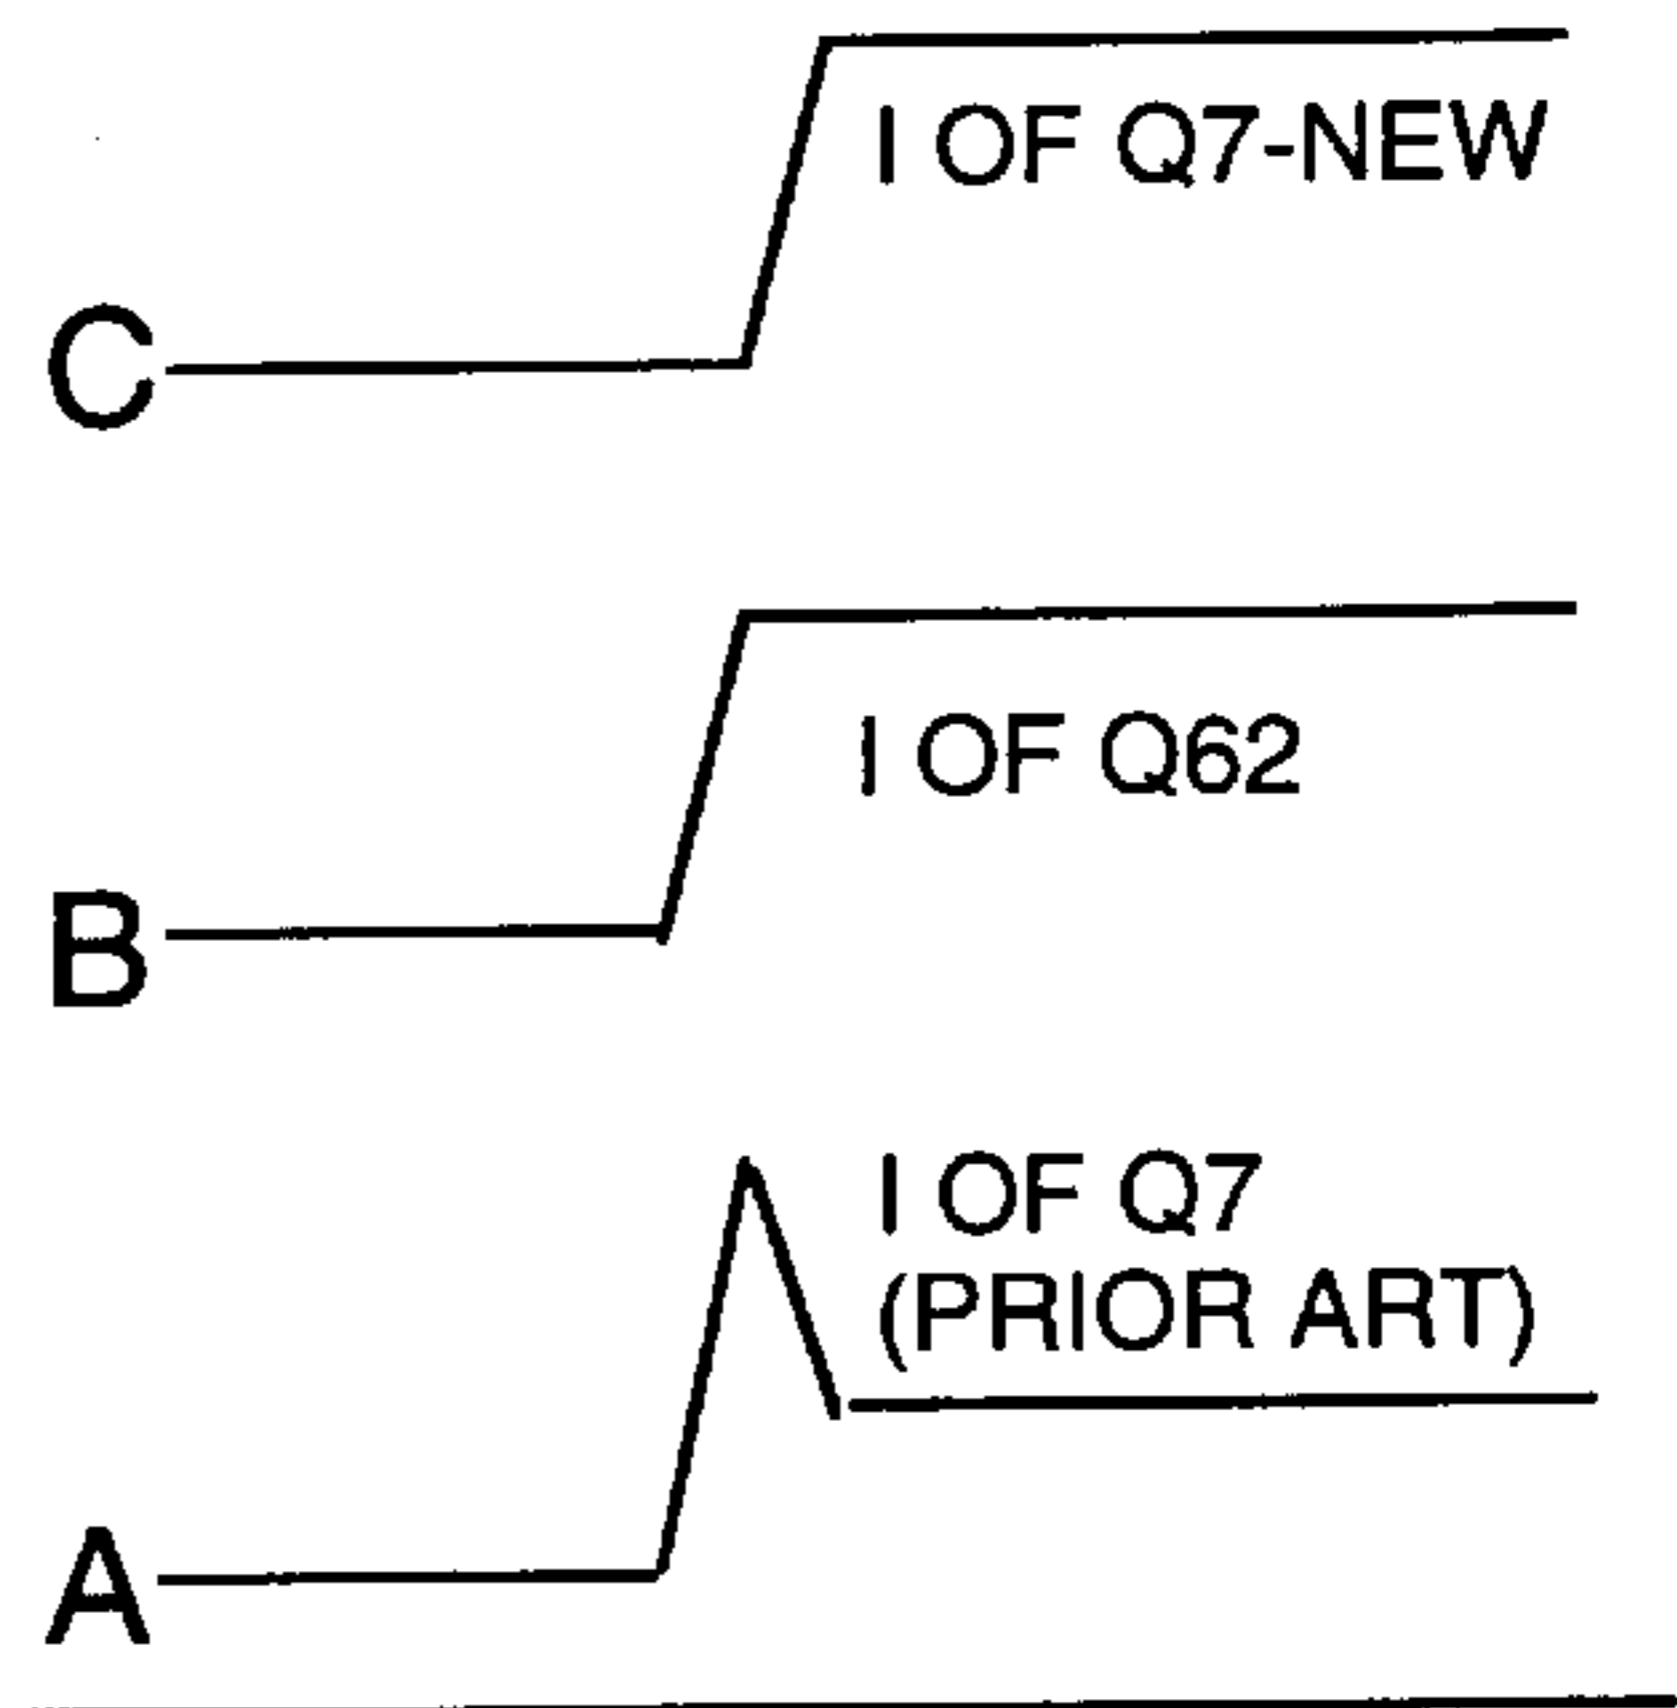 I OF Q7-NEW
C
I OF Q62
B
I OF Q7
(PRIOR ART)
A